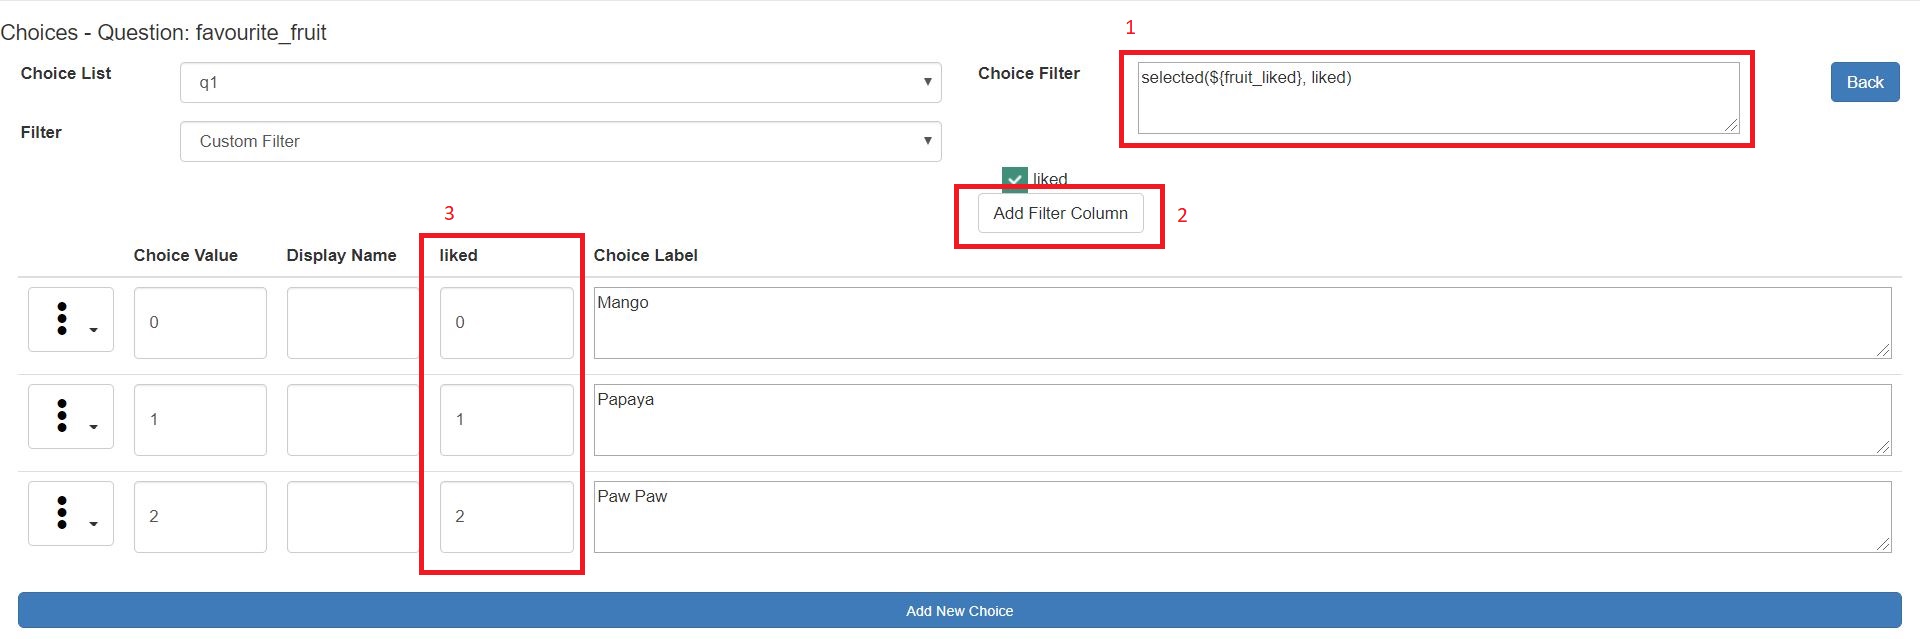 1
Choices - Question: favourite_fruit
Choice List
q1
Choice Filter
selected(${fruit_liked}, liked)
Back
Filter
Custom Filter
liked
Add Filter Column
2
3
Choice Value
Display Name
liked
Choice Label
0
0
Mango
1
1
Papaya
2
2
Paw Paw
Add New Choice